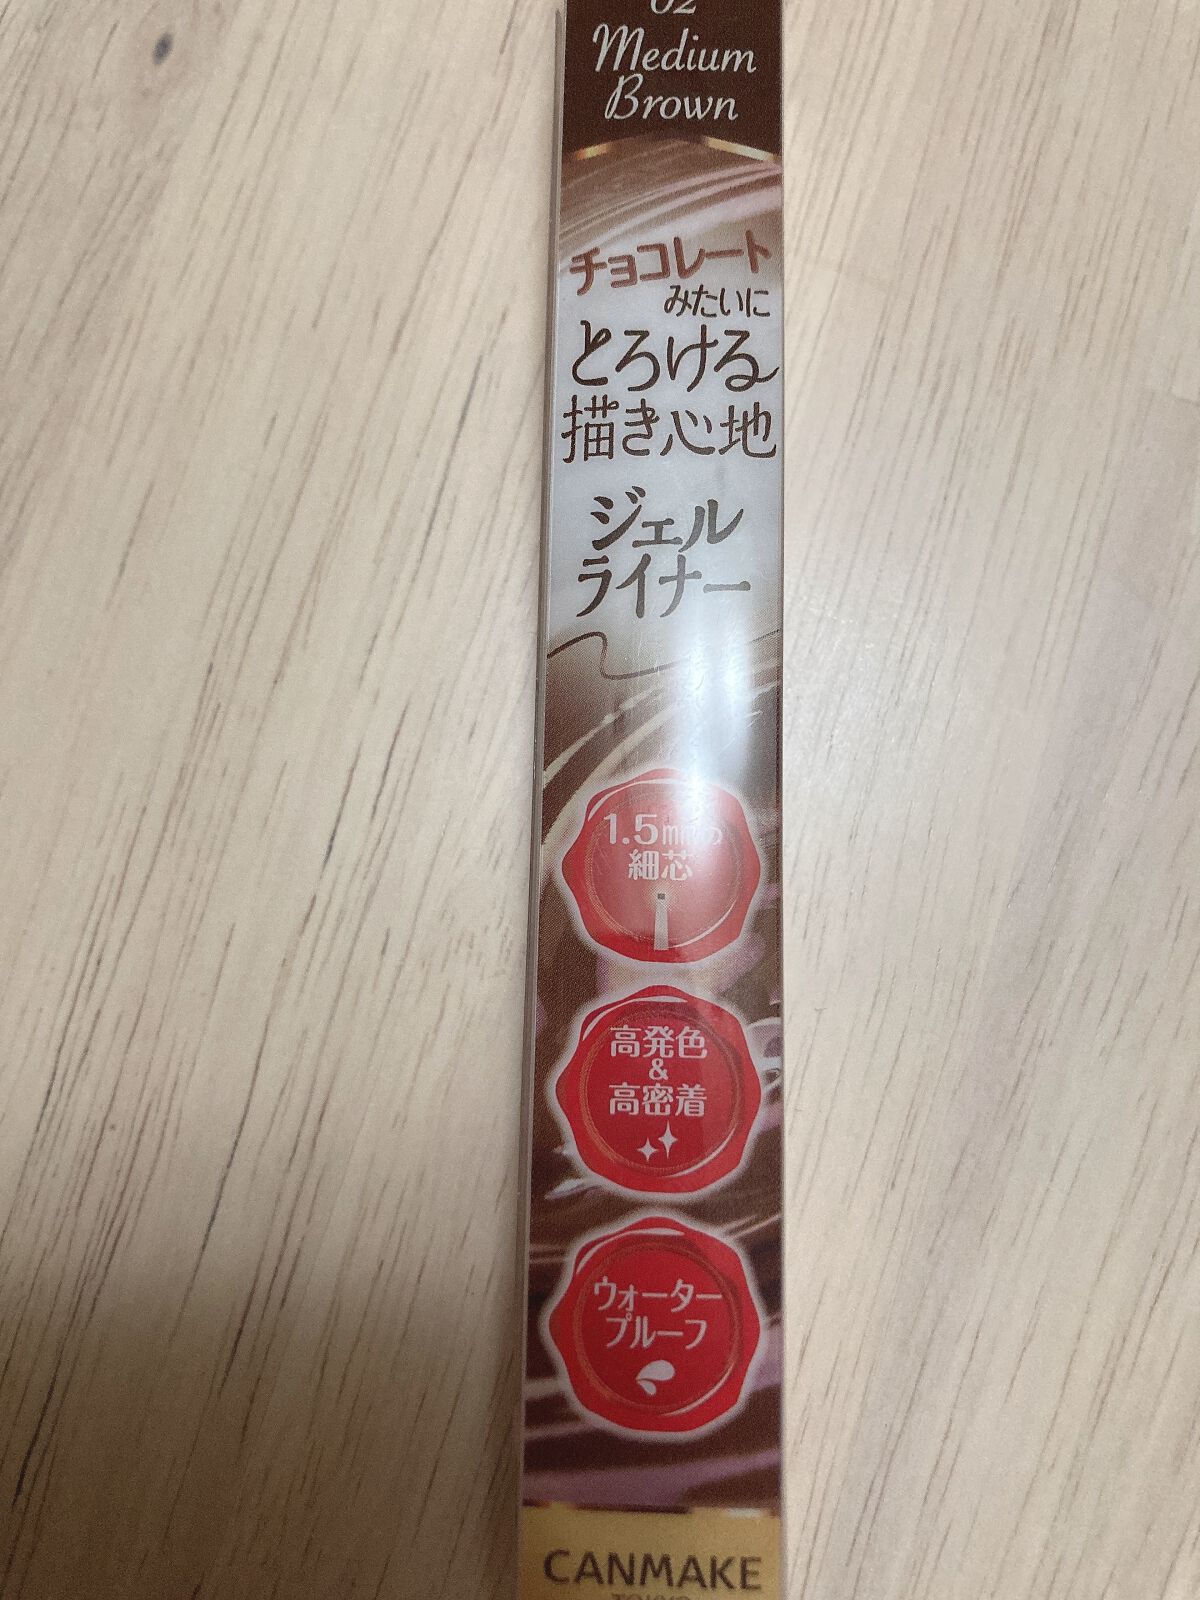 02
Medium
Brown
チョコレート
みたいに
とろける
描き心地
ジェル
ライナー
1.5㎜の
細芯
高発色
&
高密着
ウォーター
プルーフ
CANMAKE
TOKYO